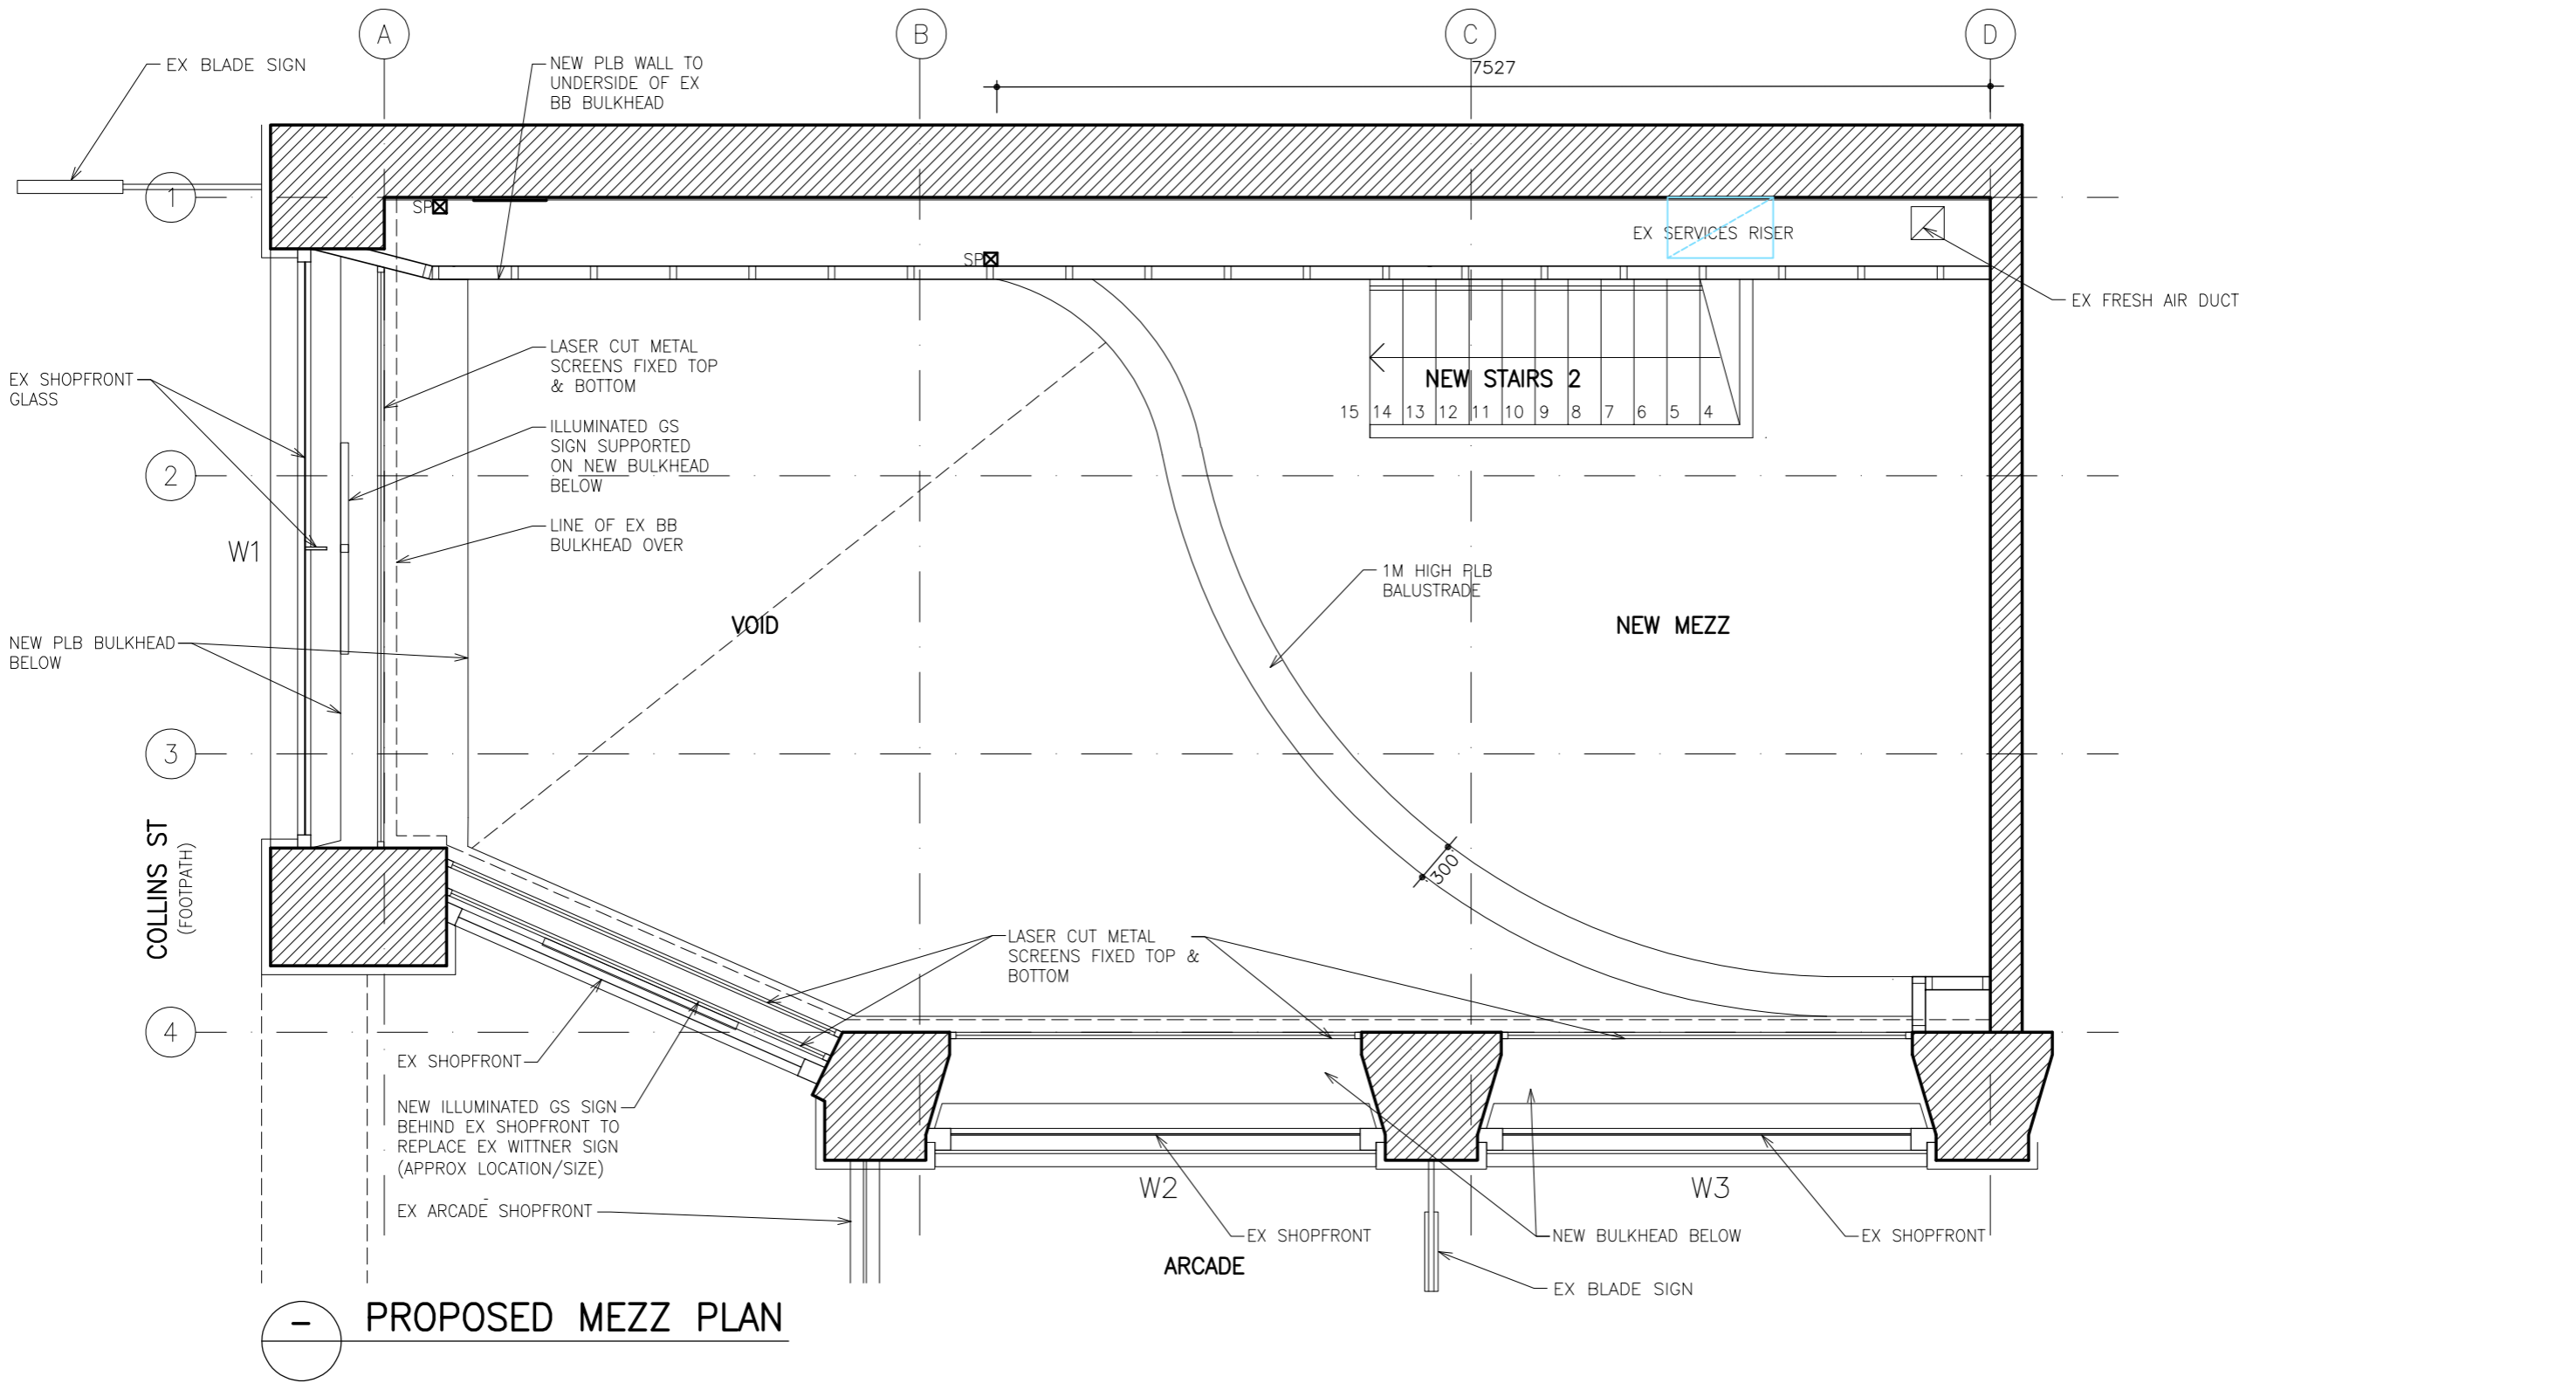 A
B
C
D
EX BLADE SIGN
NEW PLB WALL TO
UNDERSIDE OF EX
BB BULKHEAD
7527
1
SP
SP
EX SERVICES RISER
EX FRESH AIR DUCT
LASER CUT METAL
SCREENS FIXED TOP
& BOTTOM
EX SHOPFRONT
GLASS
NEW STAIRS 2
15 14 13 12 11 10 9 8 7 6 5 4
ILLUMINATED GS
SIGN SUPPORTED
ON NEW BULKHEAD
BELOW
2
LINE OF EX BB
BULKHEAD OVER
W1
1M HIGH PLB
BALUSTRADE
VOID
NEW MEZZ
NEW PLB BULKHEAD
BELOW
3
COLLINS ST
(FOOTPATH)
300
LASER CUT METAL
SCREENS FIXED TOP &
BOTTOM
4
EX SHOPFRONT
NEW ILLUMINATED GS SIGN
BEHIND EX SHOPFRONT TO
REPLACE EX WITTNER SIGN
(APPROX LOCATION/SIZE)
W2
W3
EX ARCADE SHOPFRONT
EX SHOPFRONT
NEW BULKHEAD BELOW
EX SHOPFRONT
ARCADE
EX BLADE SIGN
- PROPOSED MEZZ PLAN